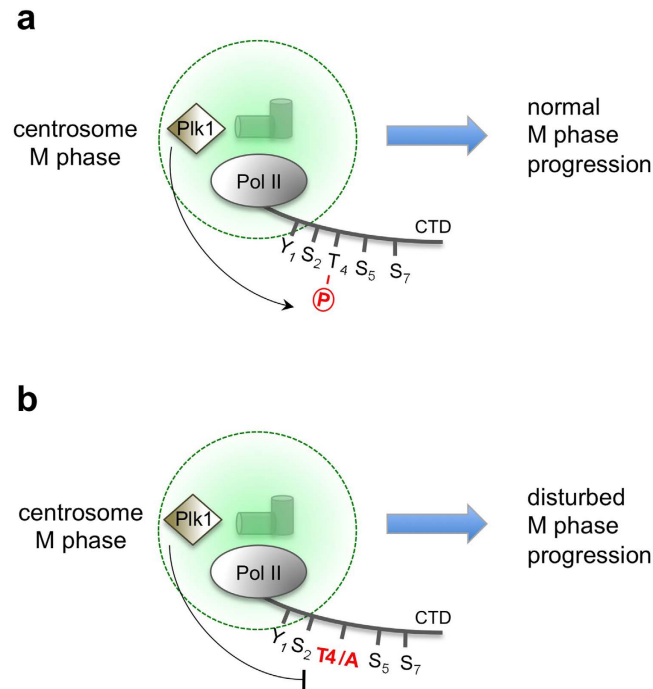 a
centrosome
M phase
Plk1
Pol II
CTD
Y1 S2 T4 S5 S7
P
normal
M phase
progression
b
centrosome
M phase
Plk1
Pol II
CTD
Y1 S2 T4/A S5 S7
disturbed
M phase
progression